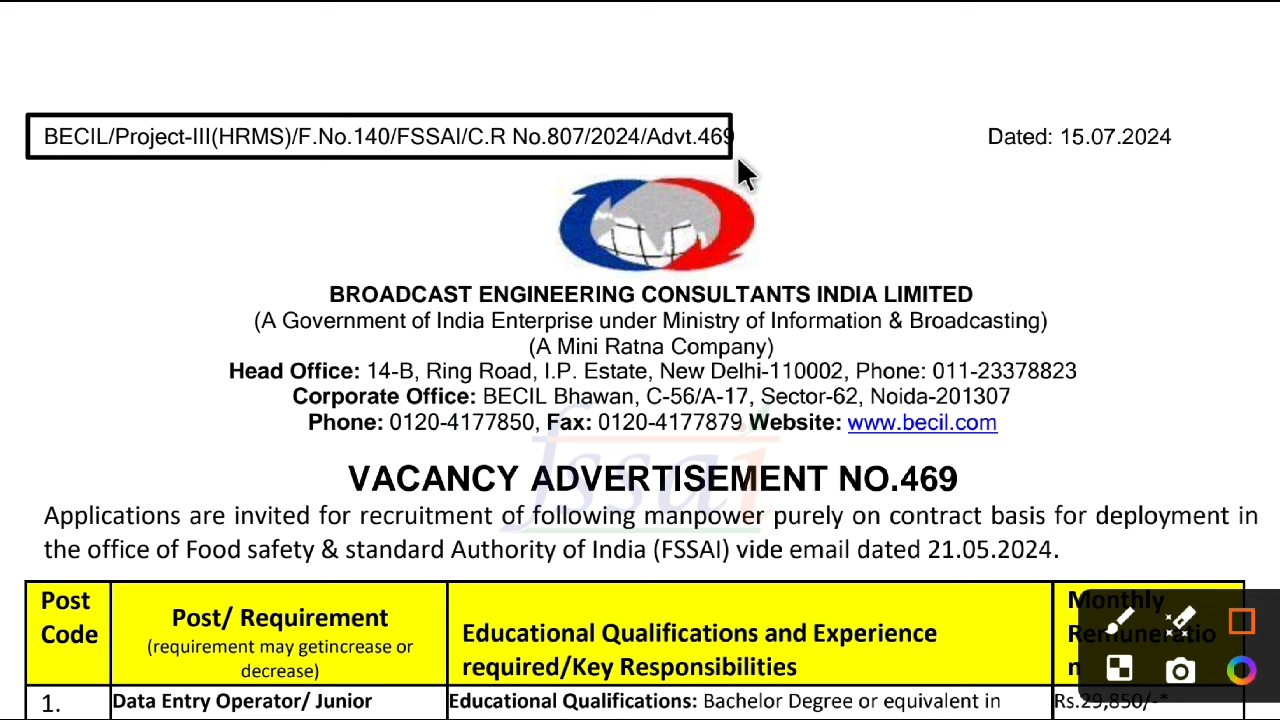 BECIL/Project-III(HRMS)/F.No.140/FSSAI/C.R No.807/2024/Advt.469 Dated: 15.07.2024
BROADCAST ENGINEERING CONSULTANTS INDIA LIMITED
(A Government of India Enterprise under Ministry of Information & Broadcasting)
(A Mini Ratna Company)
Head Office: 14-B, Ring Road, I.P. Estate, New Delhi-110002, Phone: 011-23378823
Corporate Office: BECIL Bhawan, C-56/A-17, Sector-62, Noida-201307
Phone: 0120-4177850, Fax: 0120-4177879 Website: www.becil.com
fssai
VACANCY ADVERTISEMENT NO.469
Applications are invited for recruitment of following manpower purely on contract basis for deployment in
the office of Food safety & standard Authority of India (FSSAI) vide email dated 21.05.2024.
Post
Code
Post/ Requirement
(requirement may getincrease or
decrease)
Educational Qualifications and Experience
required/Key Responsibilities
Monthly
Remuneratio
n
1.
Data Entry Operator/ Junior
Educational Qualifications: Bachelor Degree or equivalent in
Rs.29,850/-*